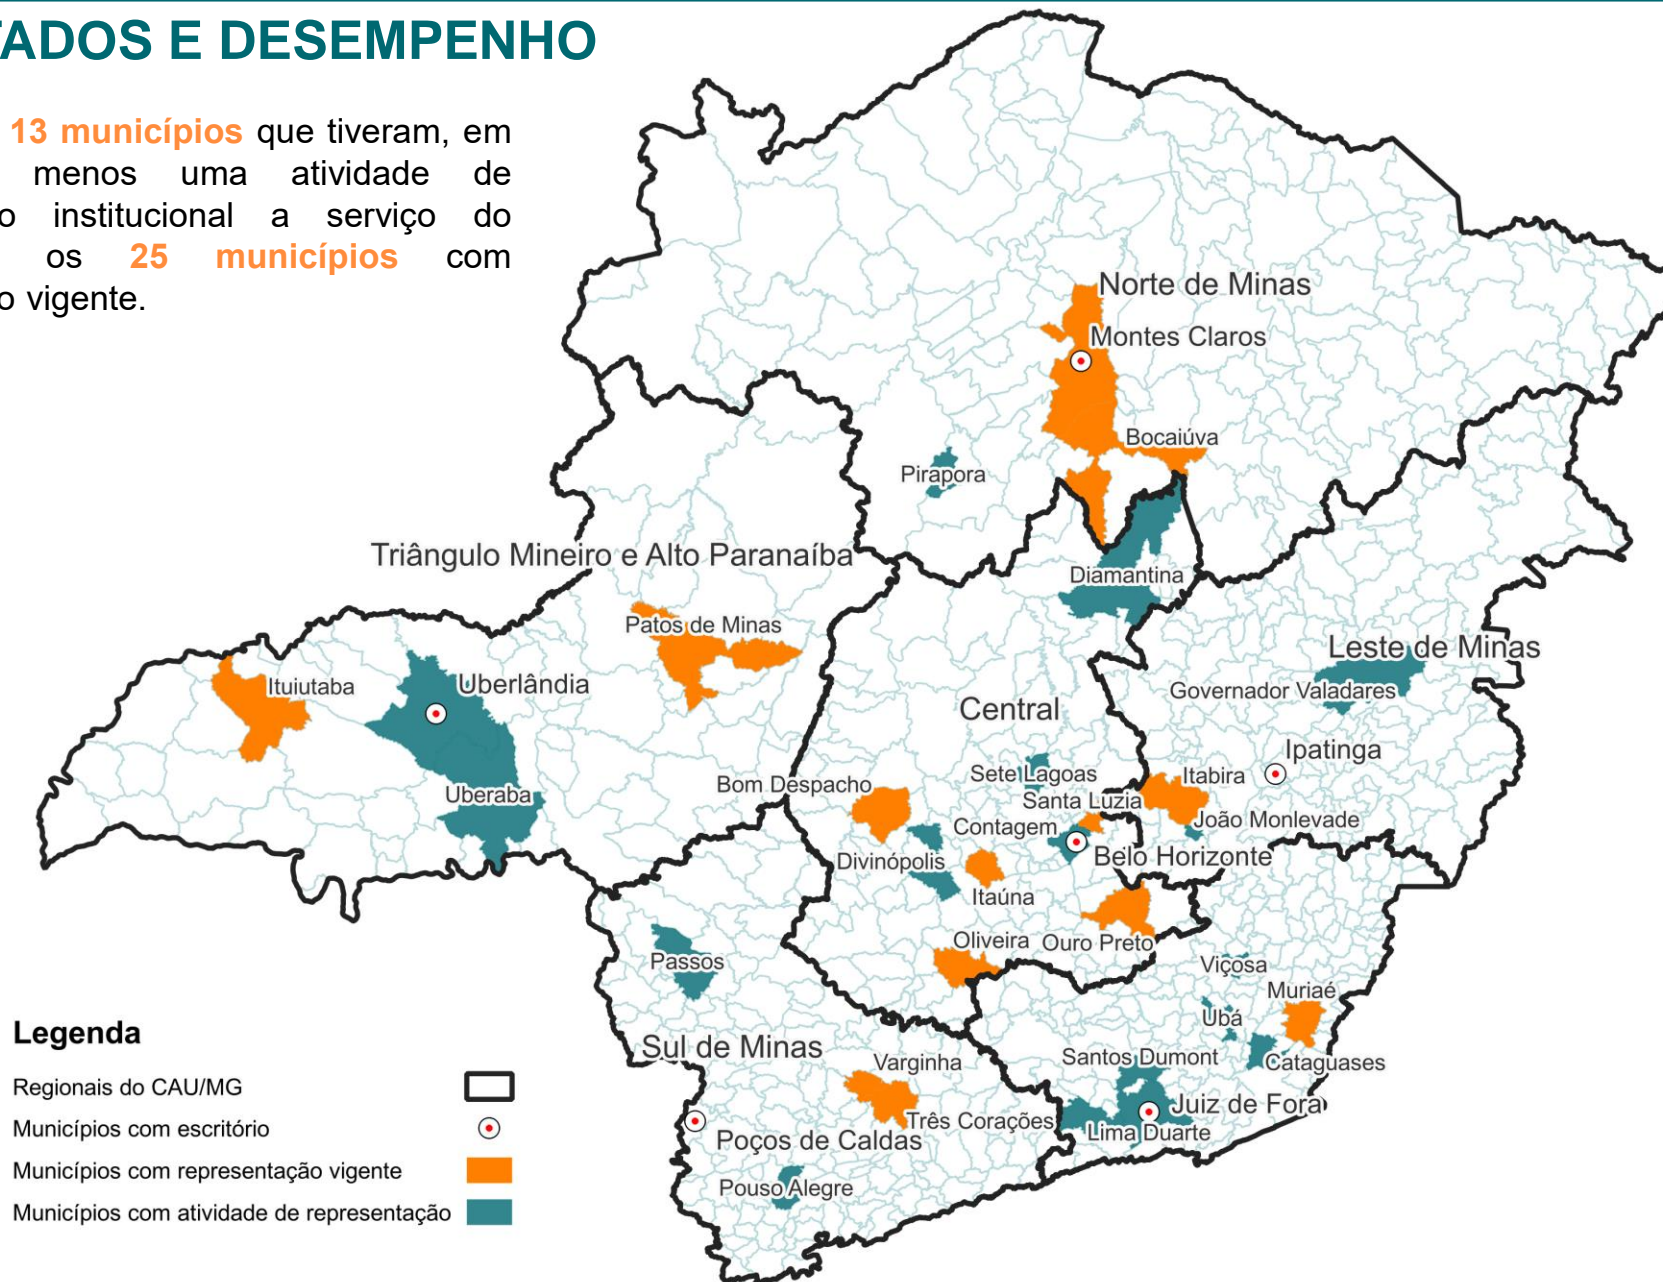 TADOS E DESEMPENHO
13 municípios que tiveram, em
menos uma atividade de
o institucional a serviço do
os 25 municípios com
o vigente.
Norte de Minas
Montes Claros
Bocaiúva
Pirapora
Triângulo Mineiro e Alto Paranaíba
Diamantina
Patos de Minas
Leste de Minas
Ituiutaba
Uberlândia
Governador Valadares
Central
Ipatinga
Sete Lagoas
Itabira
Bom Despacho
Uberaba
Santa Luzia
João Monlevade
Contagem
Belo Horizonte
Divinópolis
Itaúna
Oliveira
Ouro Preto
Passos
Viçosa
Muriaé
Ubá
Legenda
Sul de Minas
Varginha
Santos Dumont
Cataguases
Regionais do CAU/MG
Juiz de Fora
Três Corações
Municípios com escritório
Lima Duarte
Poços de Caldas
Municípios com representação vigente
Pouso Alegre
Municípios com atividade de representação